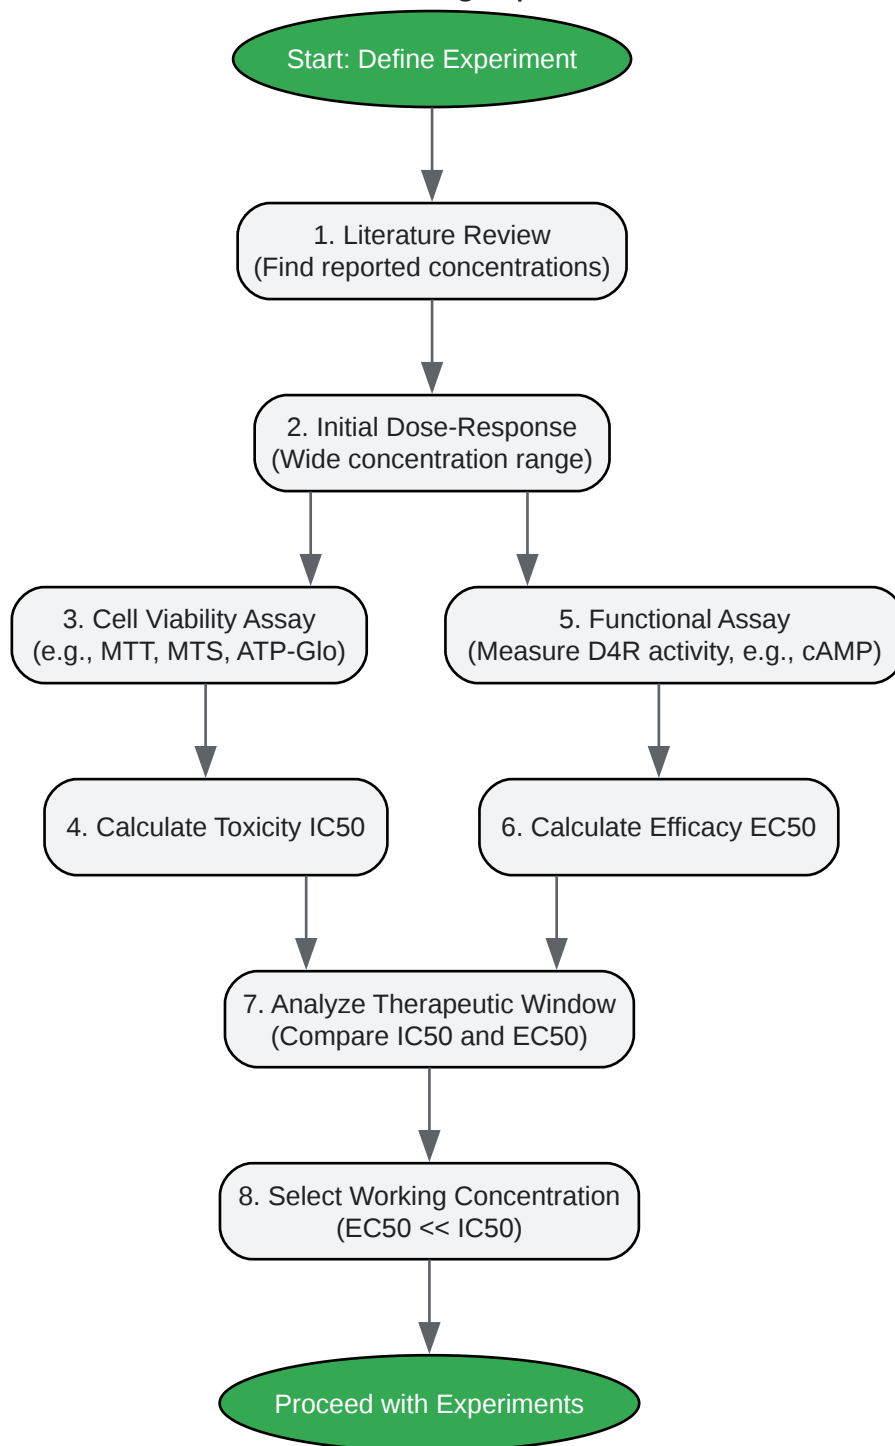 Start: Define Experiment
1. Literature Review
(Find reported concentrations)
2. Initial Dose-Response
(Wide concentration range)
3. Cell Viability Assay
(e.g., MTT, MTS, ATP-Glo)
5. Functional Assay
(Measure D4R activity, e.g., cAMP)
4. Calculate Toxicity IC50
6. Calculate Efficacy EC50
7. Analyze Therapeutic Window
(Compare IC50 and EC50)
8. Select Working Concentration
(EC50 << IC50)
Proceed with Experiments